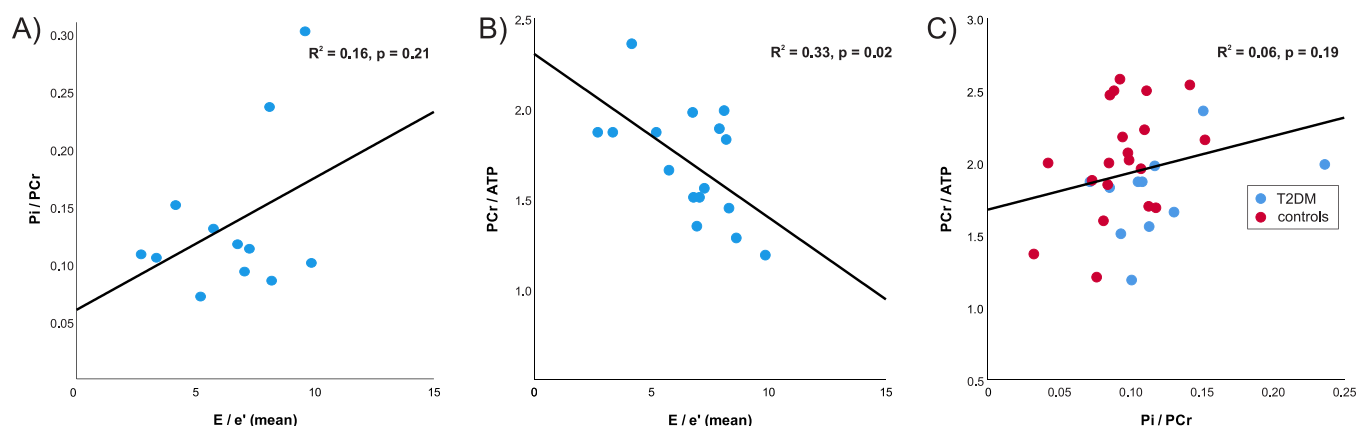 A)
R² = 0.16, p = 0.21
Pi / PCr
0.30
0.25
0.20
0.15
0.10
0.05
0
5
10
15
E / e' (mean)
B)
R² = 0.33, p = 0.02
PCr / ATP
2.5
2.0
1.5
1.0
0
5
10
15
E / e' (mean)
C)
R² = 0.06, p = 0.19
PCr / ATP
3.0
2.5
2.0
1.5
1.0
0.5
T2DM
controls
0
0.05
0.10
0.15
0.20
0.25
Pi / PCr